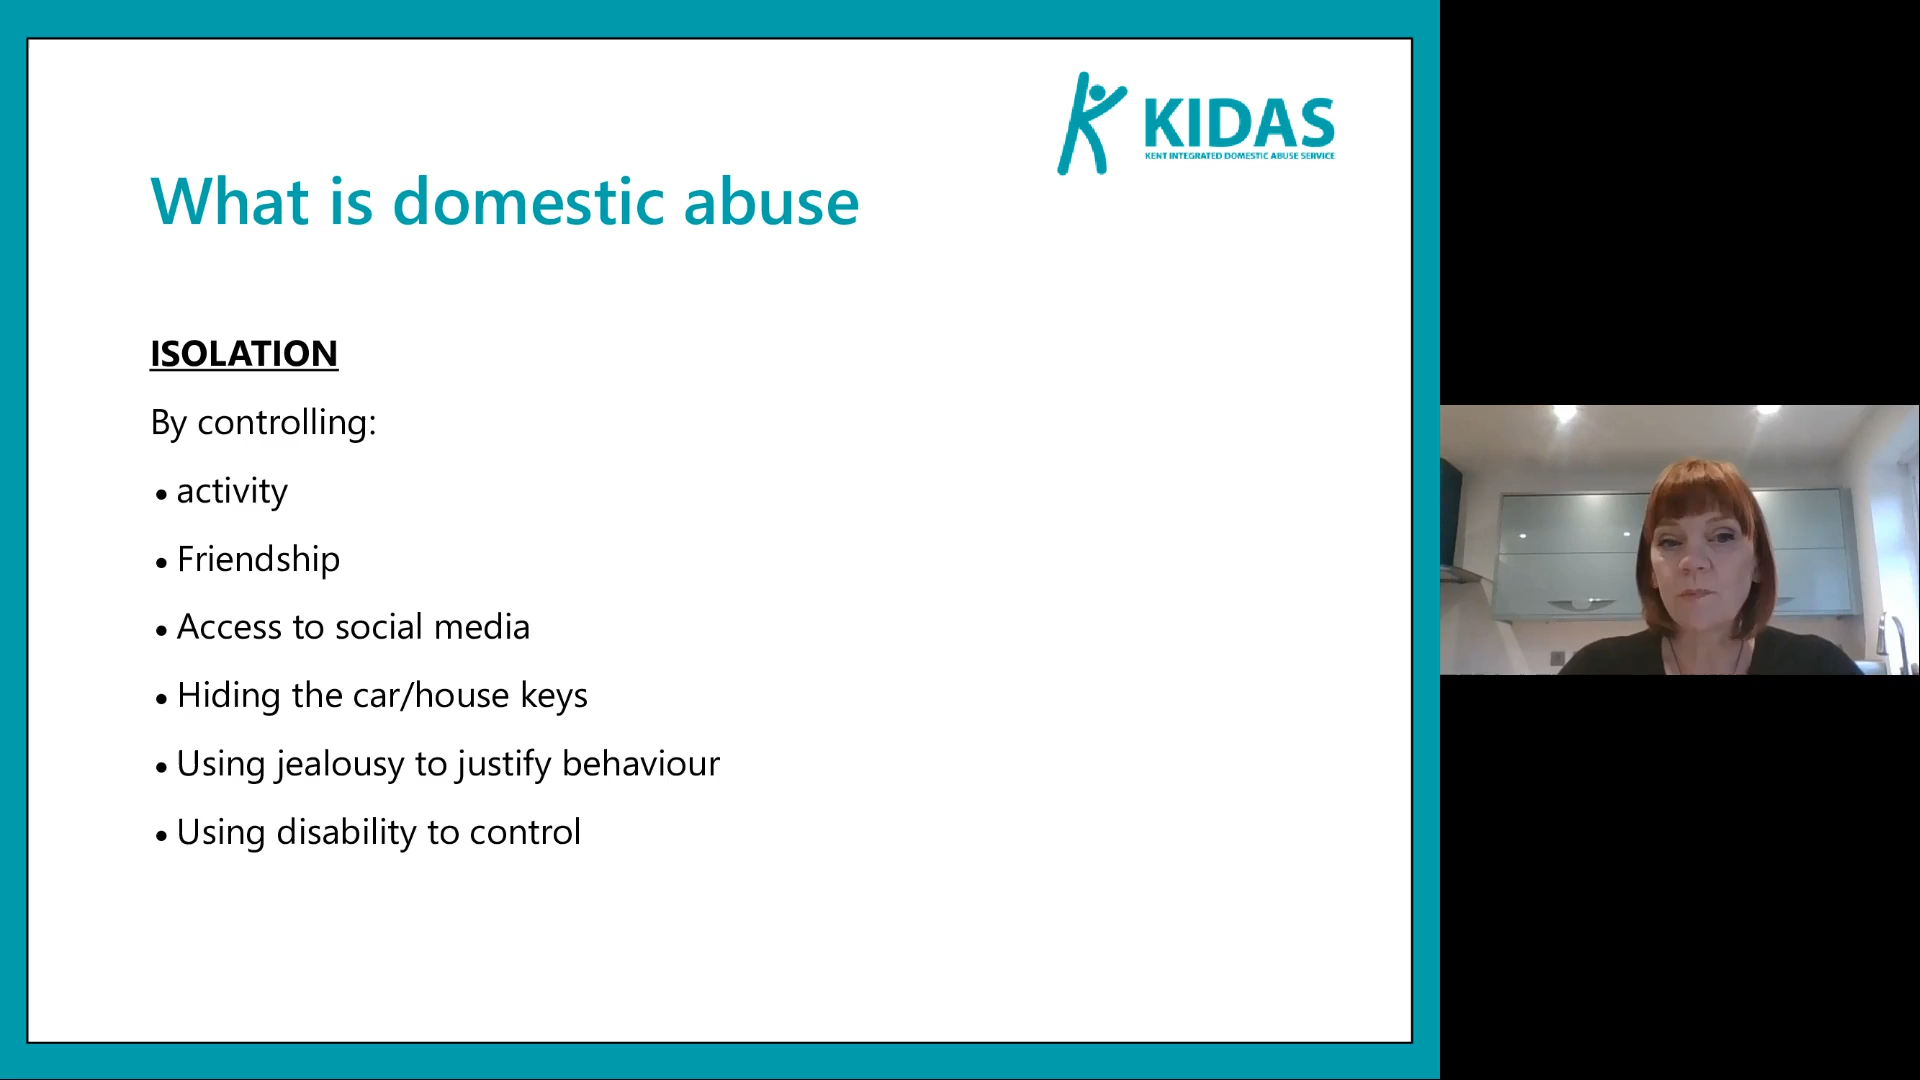 KIDAS
KENT INTEGRATED DOMESTIC ABUSE SERVICE
What is domestic abuse
ISOLATION
By controlling:
• activity
• Friendship
• Access to social media
• Hiding the car/house keys
• Using jealousy to justify behaviour
• Using disability to control